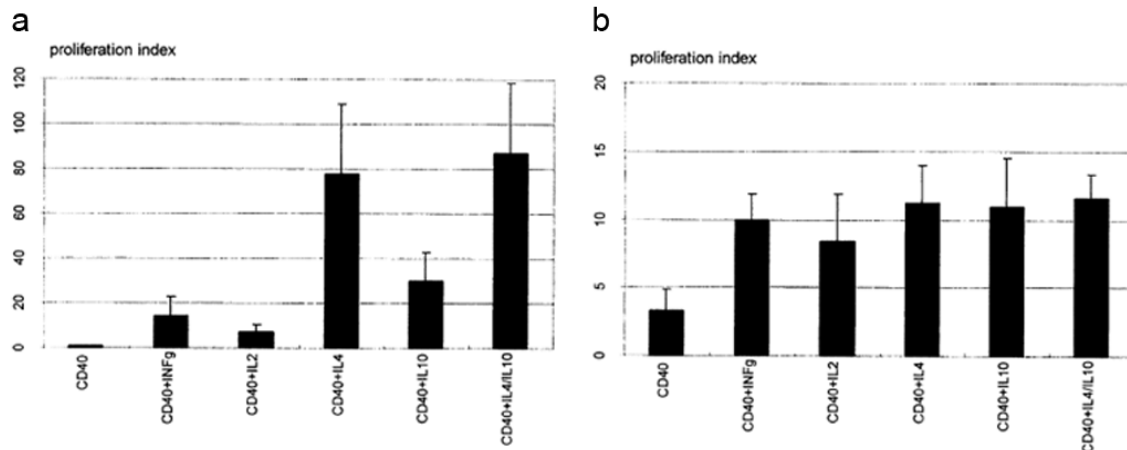 a
proliferation index
120
100
80
60
40
20
0
CD40
CD40+INFg
CD40+IL2
CD40+IL4
CD40+IL10
CD40+IL4/IL10
b
proliferation index
20
15
10
5
0
CD40
CD40+INFg
CD40+IL2
CD40+IL4
CD40+IL10
CD40+IL4/IL10